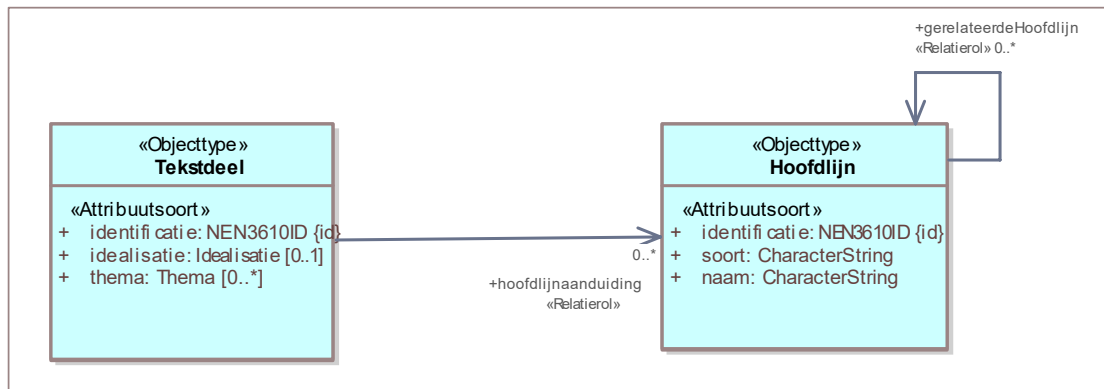 +gerelateerdeHoofdlijn
«Relatierol» 0..*
«Objecttype»
Tekstdeel
«Attribuutsoort»
+ identificatie: NEN3610ID {id}
+ idealisatie: Idealisatie [0..1]
+ thema: Thema [0..*]
«Objecttype»
Hoofdlijn
«Attribuutsoort»
+ identificatie: NEN3610ID {id}
+ soort: CharacterString
+ naam: CharacterString
0..*
+hoofdlijnaanduiding
«Relatierol»